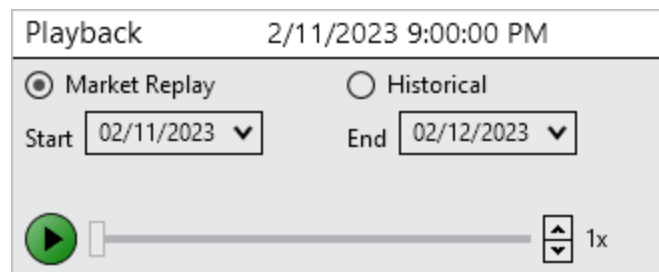 Playback 2/11/2023 9:00:00 PM
Market Replay Historical
Start 02/11/2023 End 02/12/2023
1x